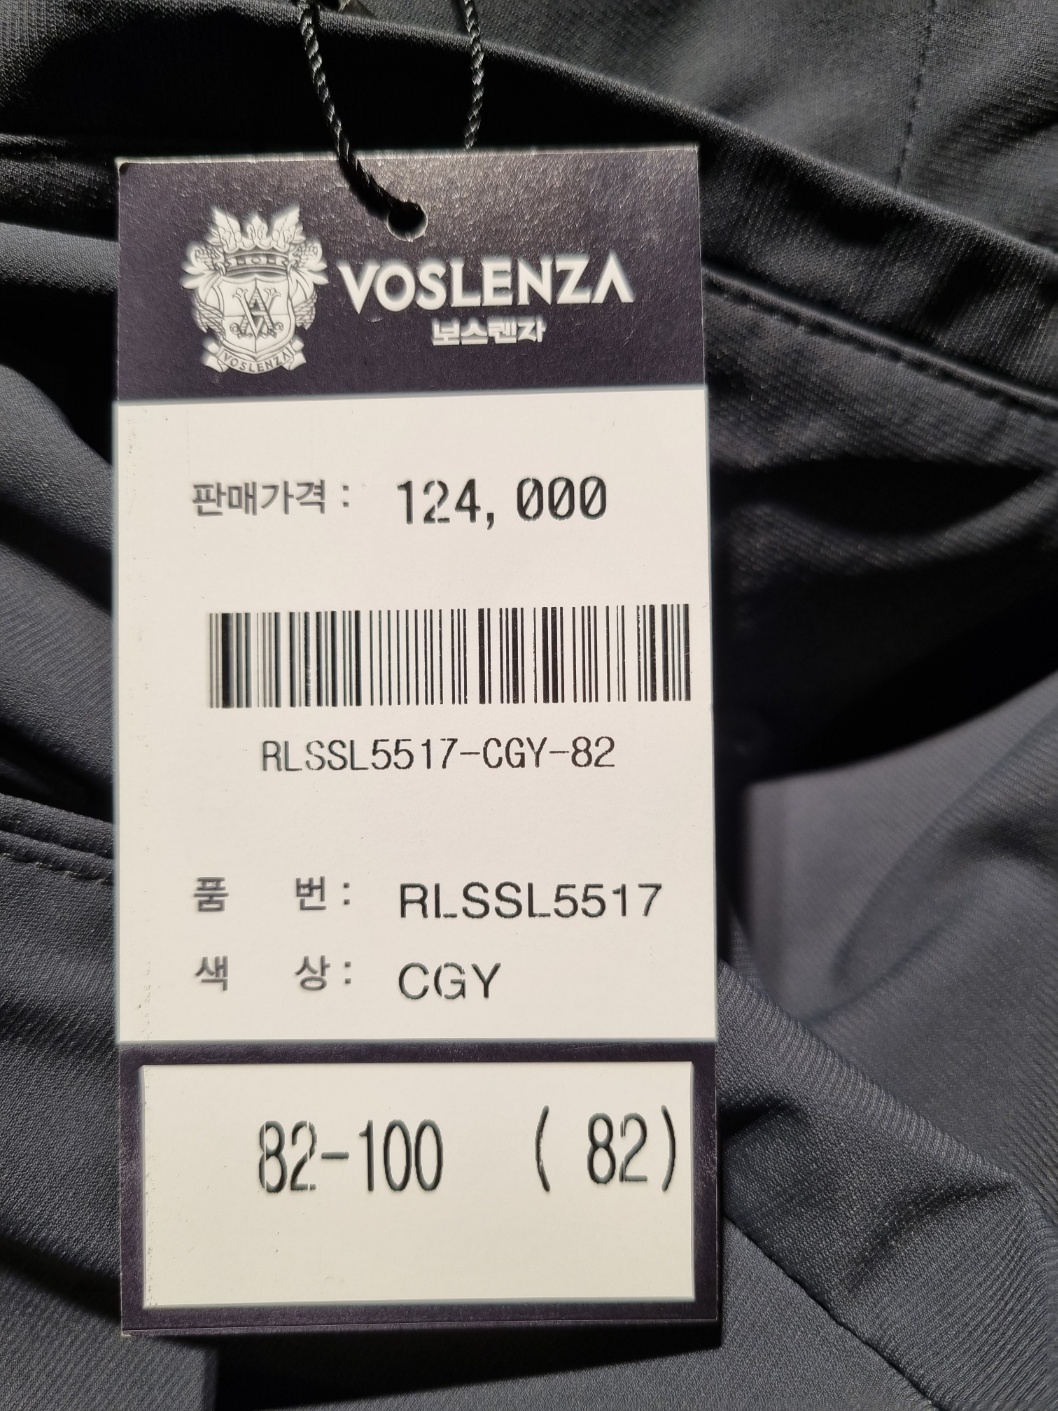 VOSLENZA
보스렌자
VOSLENZA
판매가격 : 124,000
RLSSL5517-CGY-82
품 번 : RLSSL5517
색 상 : CGY
82-100 ( 82)